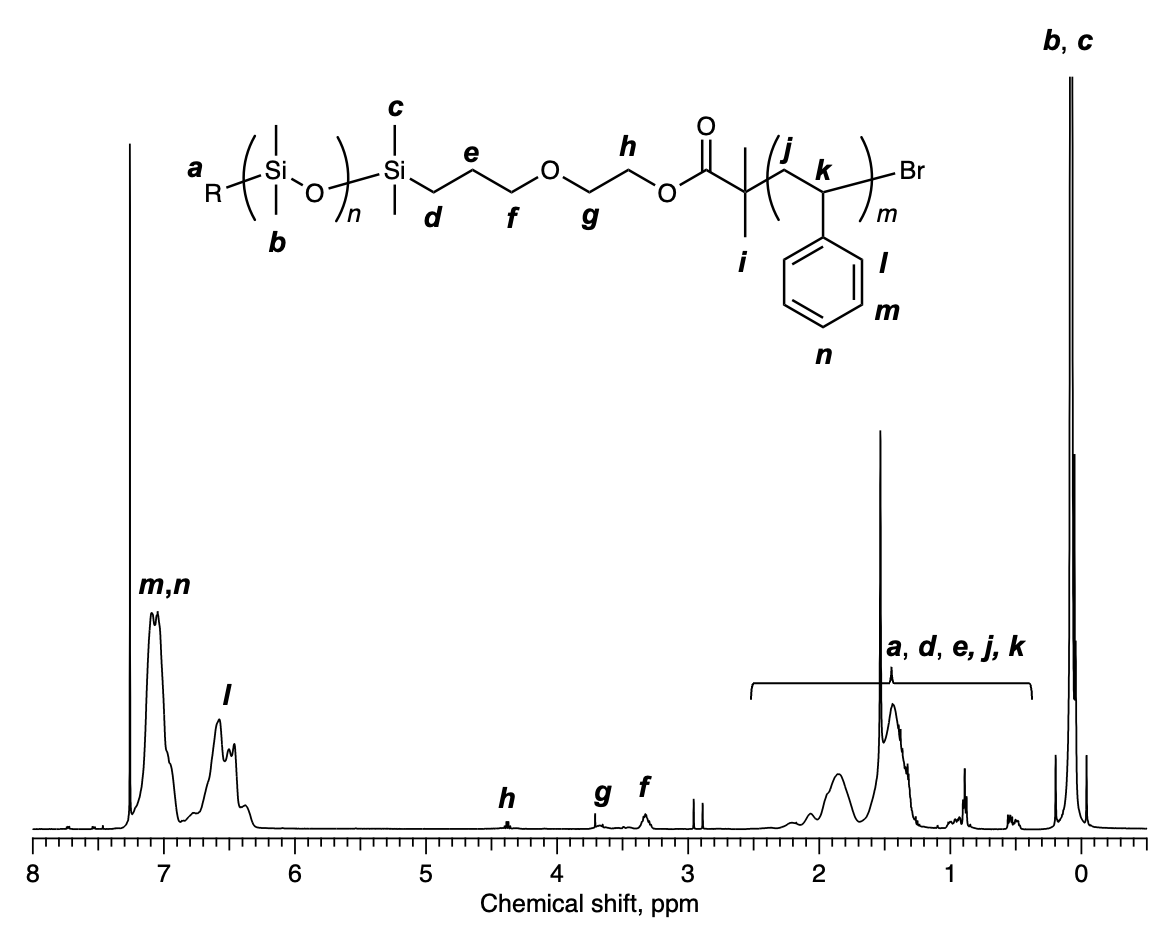 b, c
c
O
a
e
h
j
k
Si
Si
O
Br
R
O
n
O
m
d
f
g
b
i
l
m
n
m,n
l
a, d, e, j, k
h
g
f
8 7 6 5 4 3 2 1 0
Chemical shift, ppm